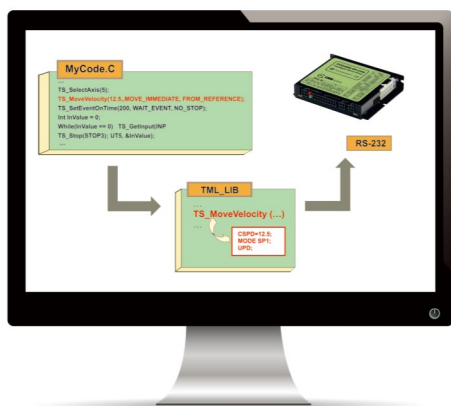 MyCode.C
...
TS_SelectAxis(5);
TS_MoveVelocity(12.5,.MOVE_IMMEDIATE, FROM_REFERENCE);
TS_SetEventOnTime(200, WAIT_EVENT, NO_STOP);
Int InValue = 0;
While(InValue == 0) TS_GetInput(INP
TS_Stop(STOP3); UT5, &InValue);
...
RS-232
TML_LIB
...
TS_MoveVelocity (...)
...
CSPD=12.5;
MODE SP1;
UPD;